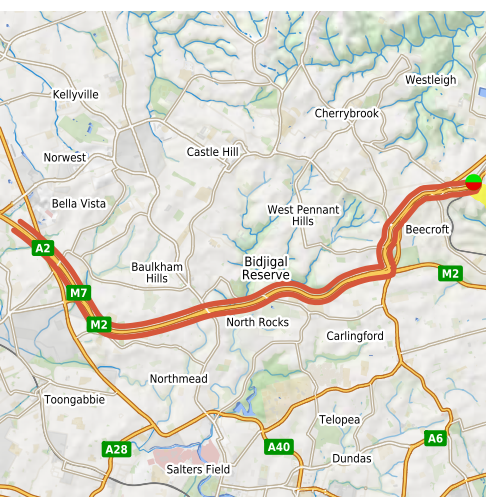 Westleigh
Kellyville
Cherrybrook
Castle Hill
Norwest
Bella Vista
West Pennant
Hills
Beecroft
A2
Bidjigal
Reserve
Baulkham
Hills
M2
M7
M2
North Rocks
Carlingford
Northmead
Toongabbie
Telopea
A6
A28
A40
Dundas
Salters Field